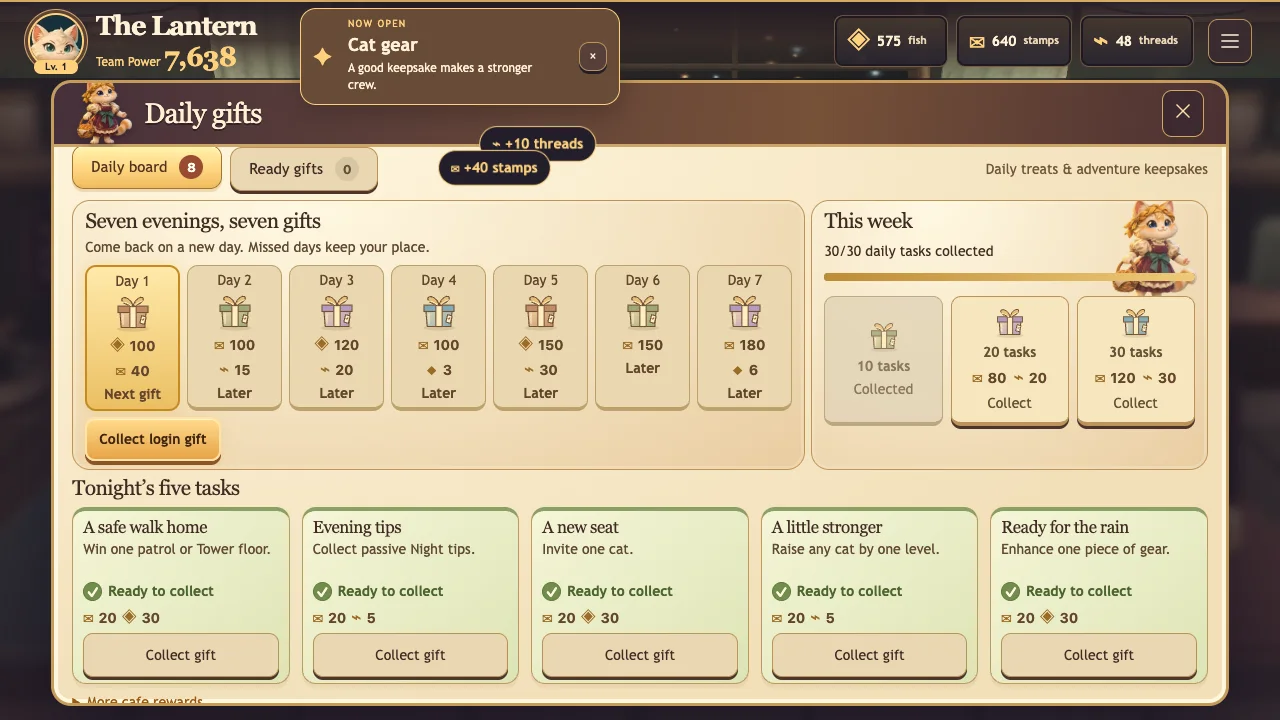 The Lantern
Team Power 7,638
Lv. 1
NOW OPEN
Cat gear
A good keepsake makes a stronger
crew.
×
575 fish
640 stamps
48 threads
Daily gifts
+10 threads
+40 stamps
Daily board 8
Ready gifts 0
Daily treats & adventure keepsakes
Seven evenings, seven gifts
Come back on a new day. Missed days keep your place.
Day 1
100
40
Next gift
Day 2
100
15
Later
Day 3
120
20
Later
Day 4
100
3
Later
Day 5
150
30
Later
Day 6
150
Later
Day 7
180
6
Later
Collect login gift
This week
30/30 daily tasks collected
10 tasks
Collected
20 tasks
80 20
Collect
30 tasks
120 30
Collect
Tonight's five tasks
A safe walk home
Win one patrol or Tower floor.
Ready to collect
20 30
Collect gift
Evening tips
Collect passive Night tips.
Ready to collect
20 5
Collect gift
A new seat
Invite one cat.
Ready to collect
20 30
Collect gift
A little stronger
Raise any cat by one level.
Ready to collect
20 5
Collect gift
Ready for the rain
Enhance one piece of gear.
Ready to collect
20 30
Collect gift
More cafe rewards